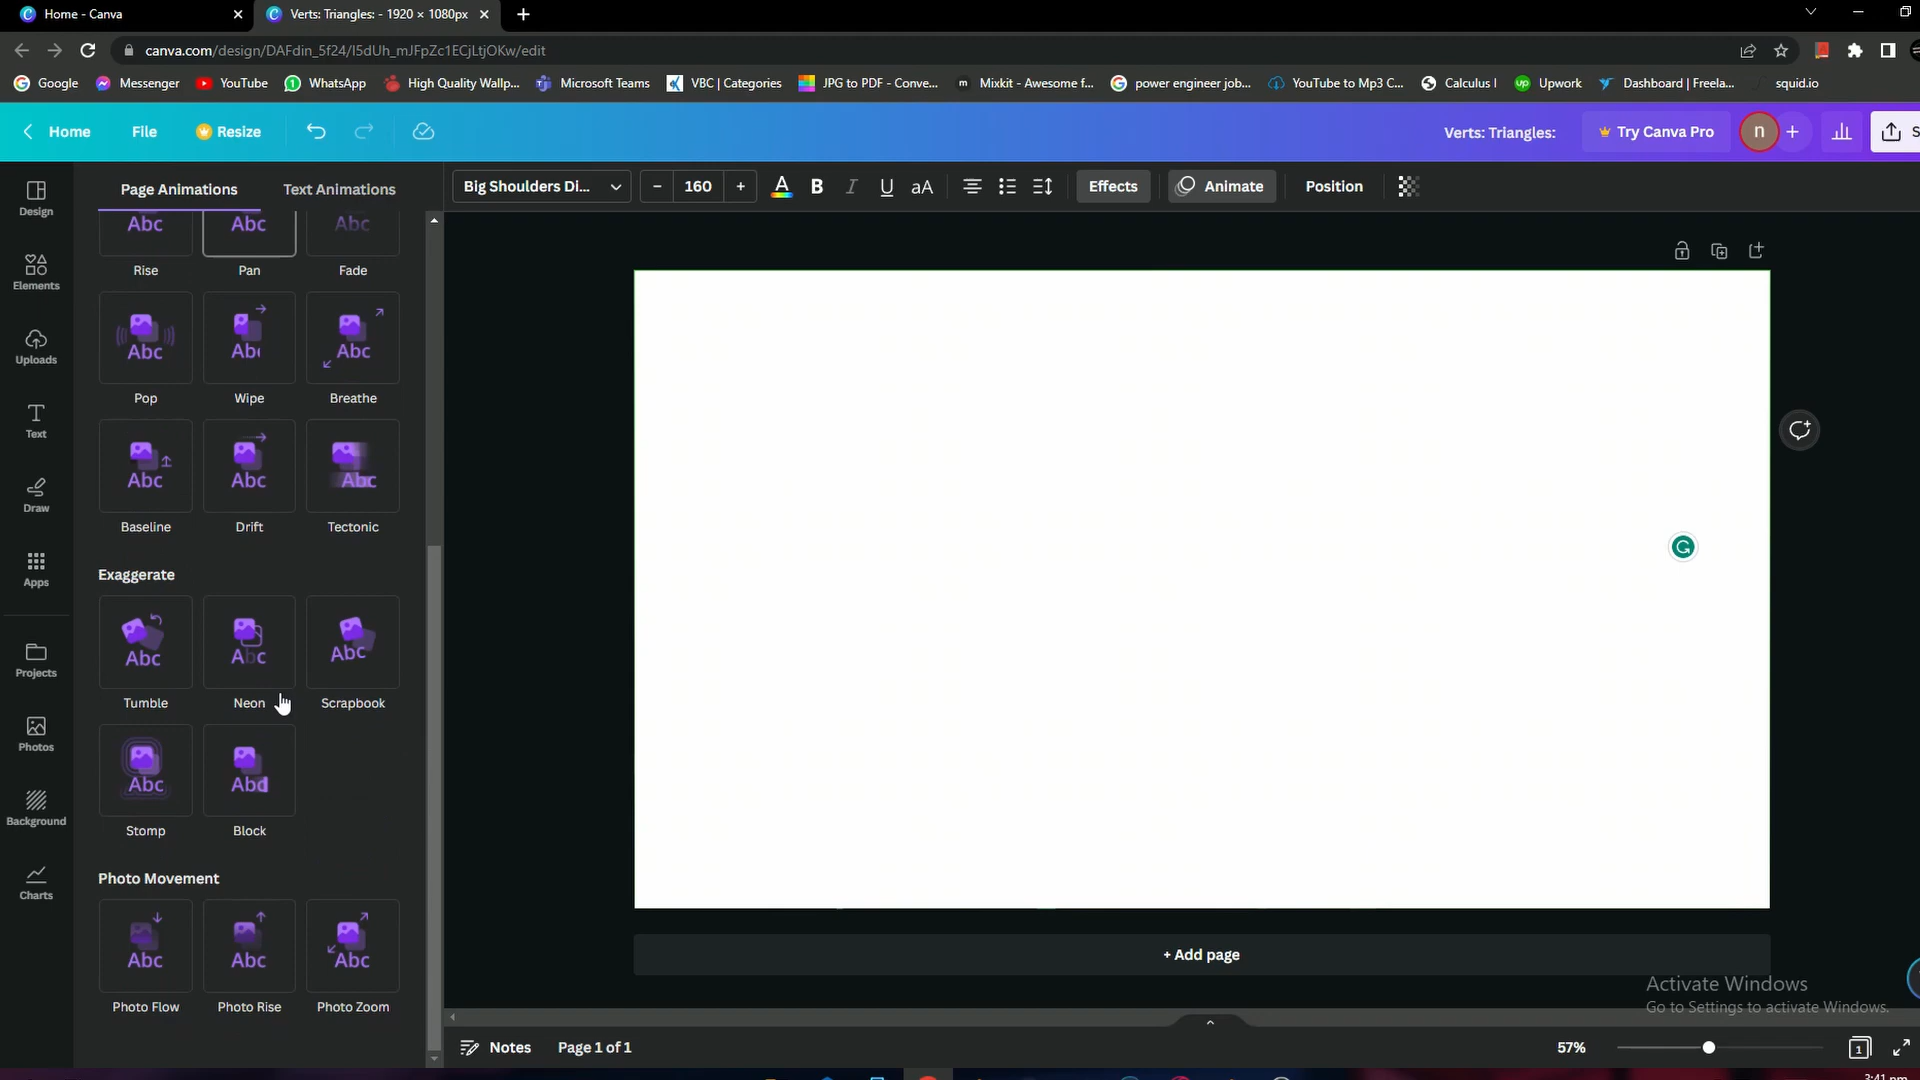 Home - Canva
Verts: Triangles: - 1920 × 1080px
canva.com/design/DAFdin_5f24/I5dUh_mJFpZc1ECjLtjOKw/edit
Google Messenger YouTube WhatsApp High Quality Wallp... Microsoft Teams VBC | Categories JPG to PDF - Conve... Mixkit - Awesome f... power engineer job... YouTube to Mp3 C... Calculus I Upwork Dashboard | Freela... squid.io
Home File Resize Verts: Triangles: Try Canva Pro n S
Page Animations Text Animations
Big Shoulders Di... - 160 + A B I U aA Effects Animate Position
Design
Elements
Uploads
Text
Draw
Apps
Projects
Photos
Background
Charts
Abc Abc Abc
Rise Pan Fade
Abc Abc Abc
Pop Wipe Breathe
Abc Abc Abc
Baseline Drift Tectonic
Exaggerate
Abc Abc Abc
Tumble Neon Scrapbook
Abc Abc
Stomp Block
Photo Movement
Abc Abc Abc
Photo Flow Photo Rise Photo Zoom
+ Add page
Activate Windows
Go to Settings to activate Windows.
Notes Page 1 of 1 57% 1
3:41 pm